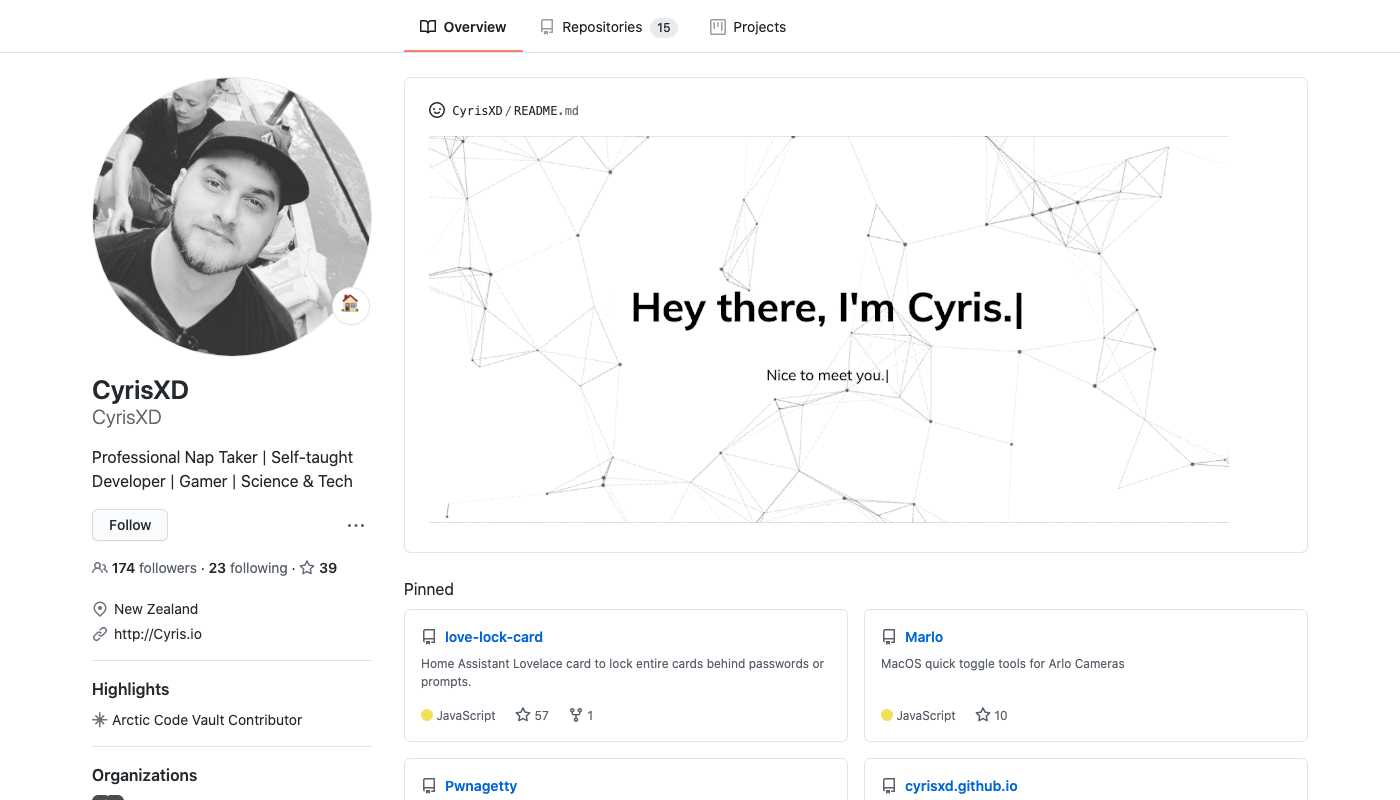 Overview
Repositories 15
Projects
CyrisXD/README.md
Hey there, I'm Cyris.|
Nice to meet you.|
CyrisXD
CyrisXD
Professional Nap Taker | Self-taught
Developer | Gamer | Science & Tech
Follow
174 followers · 23 following · 39
New Zealand
http://Cyris.io
Highlights
Arctic Code Vault Contributor
Organizations
Pinned
love-lock-card
Home Assistant Lovelace card to lock entire cards behind passwords or
prompts.
JavaScript 57 1
Marlo
MacOS quick toggle tools for Arlo Cameras
JavaScript 10
Pwnagetty
cyrisxd.github.io